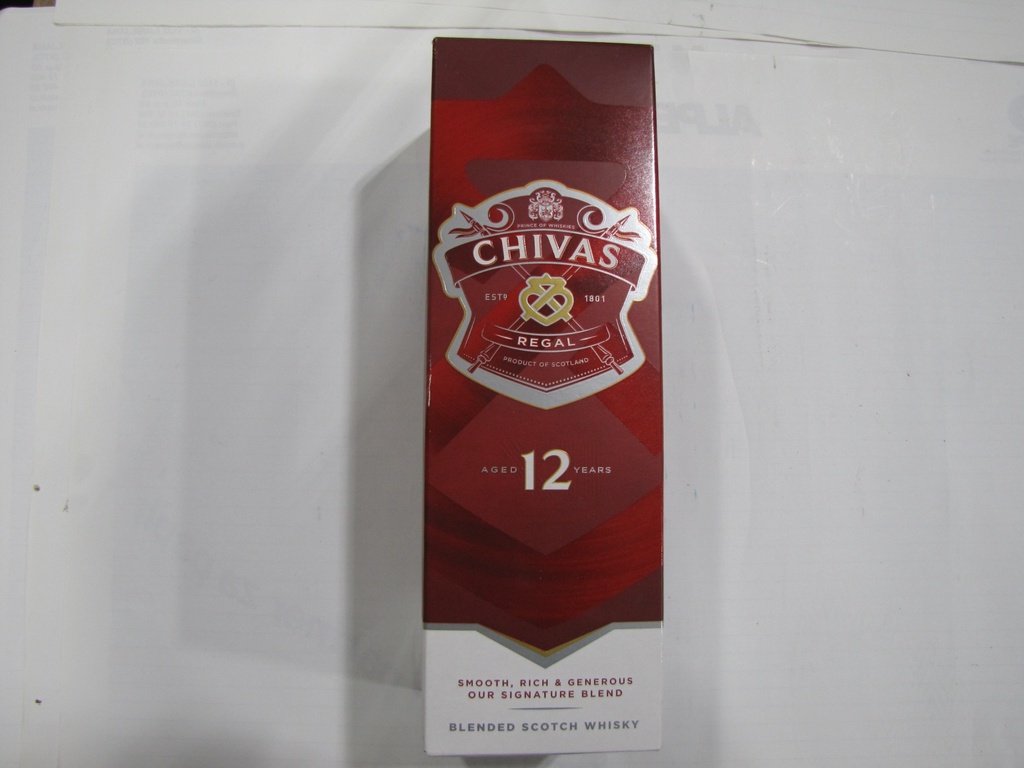 PRINCE OF WHISKIES
CHIVAS
ESTD 1801
REGAL
PRODUCT OF SCOTLAND
AGED 12 YEARS
SMOOTH, RICH & GENEROUS
OUR SIGNATURE BLEND
BLENDED SCOTCH WHISKY